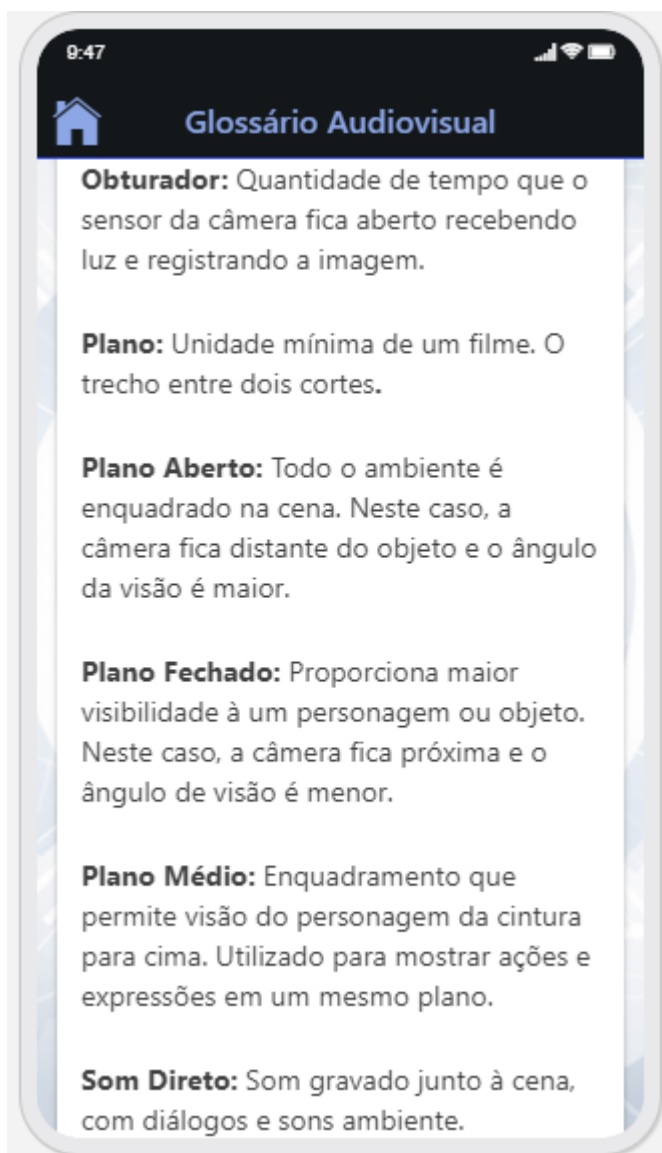 9:47
Glossário Audiovisual
Obturador: Quantidade de tempo que o
sensor da câmera fica aberto recebendo
luz e registrando a imagem.
Plano: Unidade mínima de um filme. O
trecho entre dois cortes.
Plano Aberto: Todo o ambiente é
enquadrado na cena. Neste caso, a
câmera fica distante do objeto e o ângulo
da visão é maior.
Plano Fechado: Proporciona maior
visibilidade à um personagem ou objeto.
Neste caso, a câmera fica próxima e o
ângulo de visão é menor.
Plano Médio: Enquadramento que
permite visão do personagem da cintura
para cima. Utilizado para mostrar ações e
expressões em um mesmo plano.
Som Direto: Som gravado junto à cena,
com diálogos e sons ambiente.